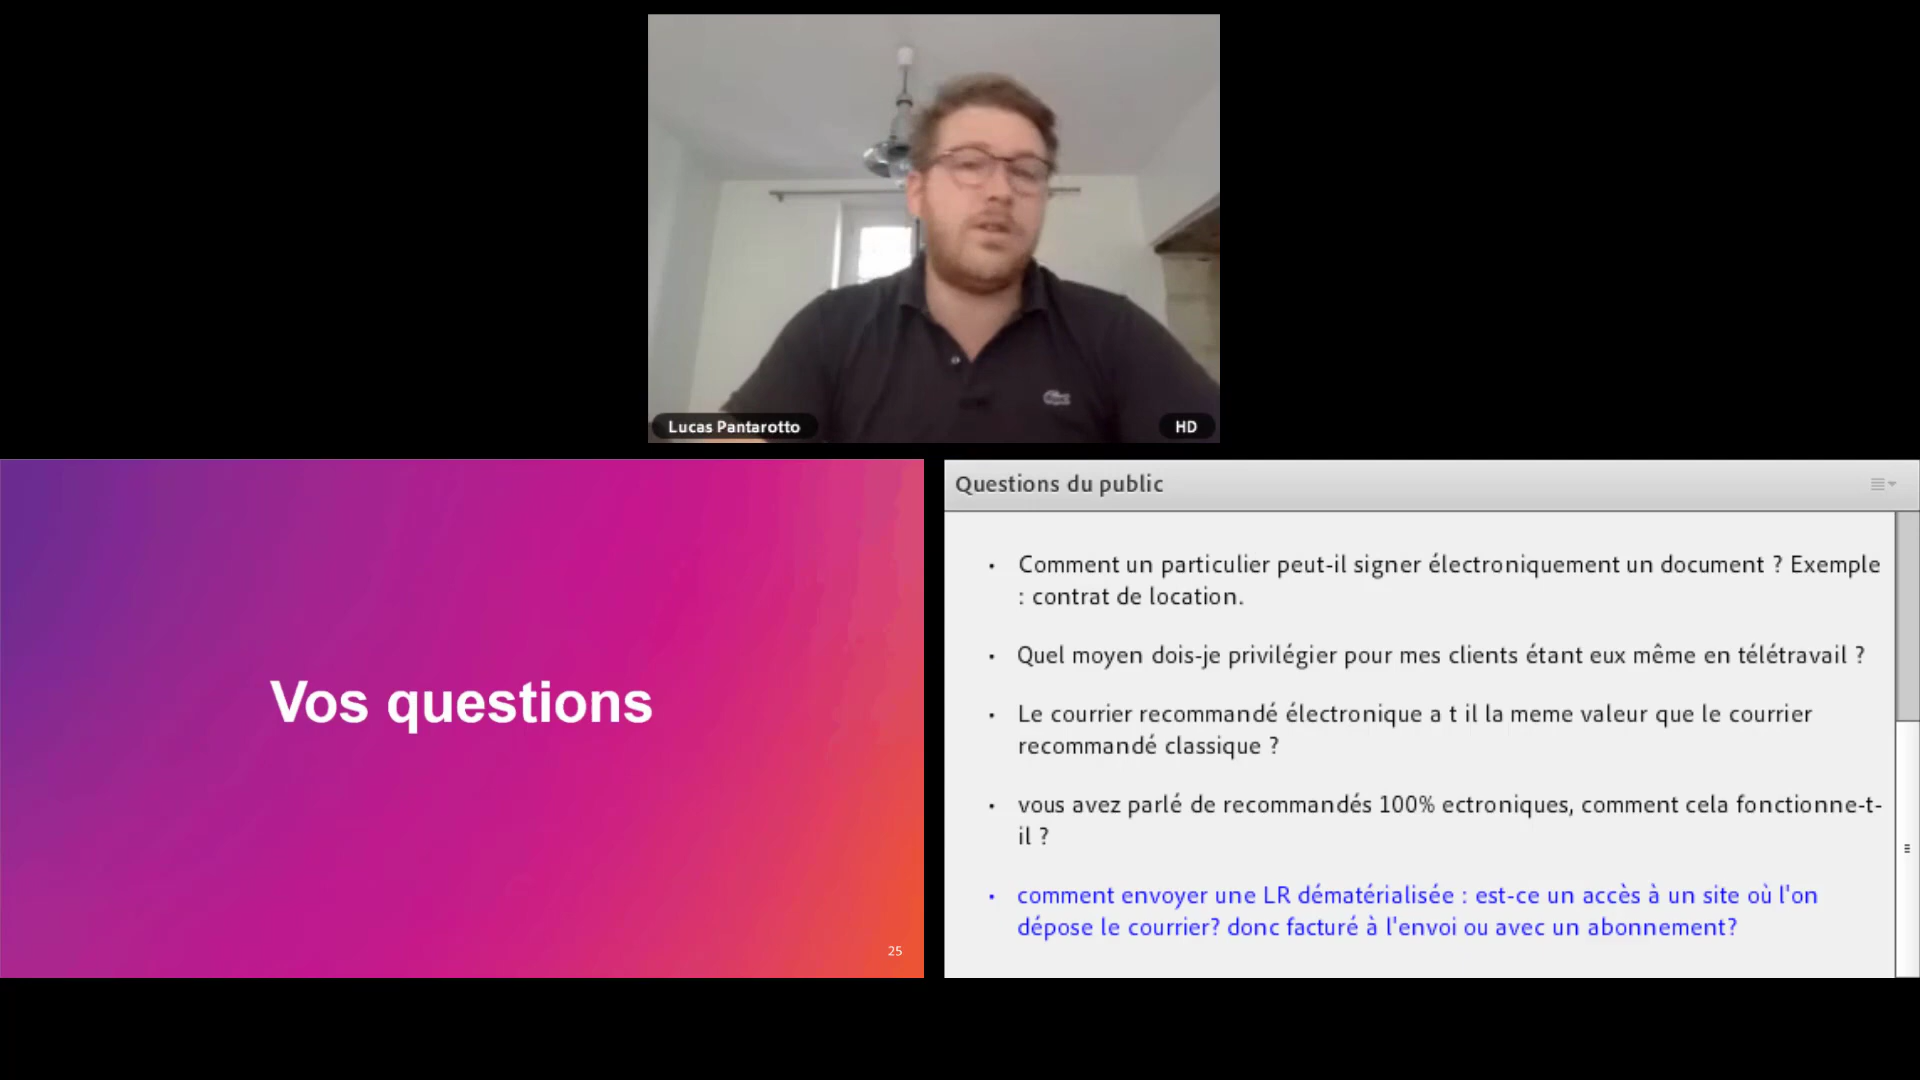 Lucas Pantarotto
HD
Vos questions
25
Questions du public
• Comment un particulier peut-il signer électroniquement un document ? Exemple
: contrat de location.
• Quel moyen dois-je privilégier pour mes clients étant eux même en télétravail ?
• Le courrier recommandé électronique a t il la meme valeur que le courrier
recommandé classique ?
• vous avez parlé de recommandés 100% ectroniques, comment cela fonctionne-t-
il ?
• comment envoyer une LR dématérialisée : est-ce un accès à un site où l'on
dépose le courrier? donc facturé à l'envoi ou avec un abonnement?